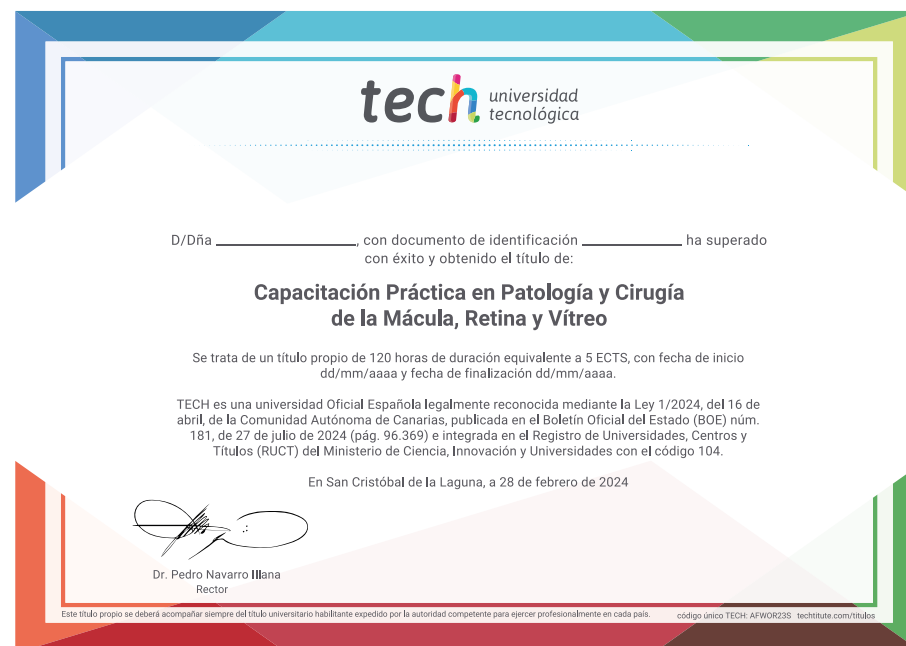 tech universidad
tecnológica
D/Dña ________________, con documento de identificación ____________ ha superado
con éxito y obtenido el título de:
Capacitación Práctica en Patología y Cirugía
de la Mácula, Retina y Vítreo
Se trata de un título propio de 120 horas de duración equivalente a 5 ECTS, con fecha de inicio
dd/mm/aaaa y fecha de finalización dd/mm/aaaa.
TECH es una universidad Oficial Española legalmente reconocida mediante la Ley 1/2024, del 16 de
abril, de la Comunidad Autónoma de Canarias, publicada en el Boletín Oficial del Estado (BOE) núm.
181, de 27 de julio de 2024 (pág. 96.369) e integrada en el Registro de Universidades, Centros y
Títulos (RUCT) del Ministerio de Ciencia, Innovación y Universidades con el código 104.
En San Cristóbal de la Laguna, a 28 de febrero de 2024
Dr. Pedro Navarro Illana
Rector
Este título propio se deberá acompañar siempre del título universitario habilitante expedido por la autoridad competente para ejercer profesionalmente en cada país.
código único TECH: AFWOR23S techtitute.com/titulos